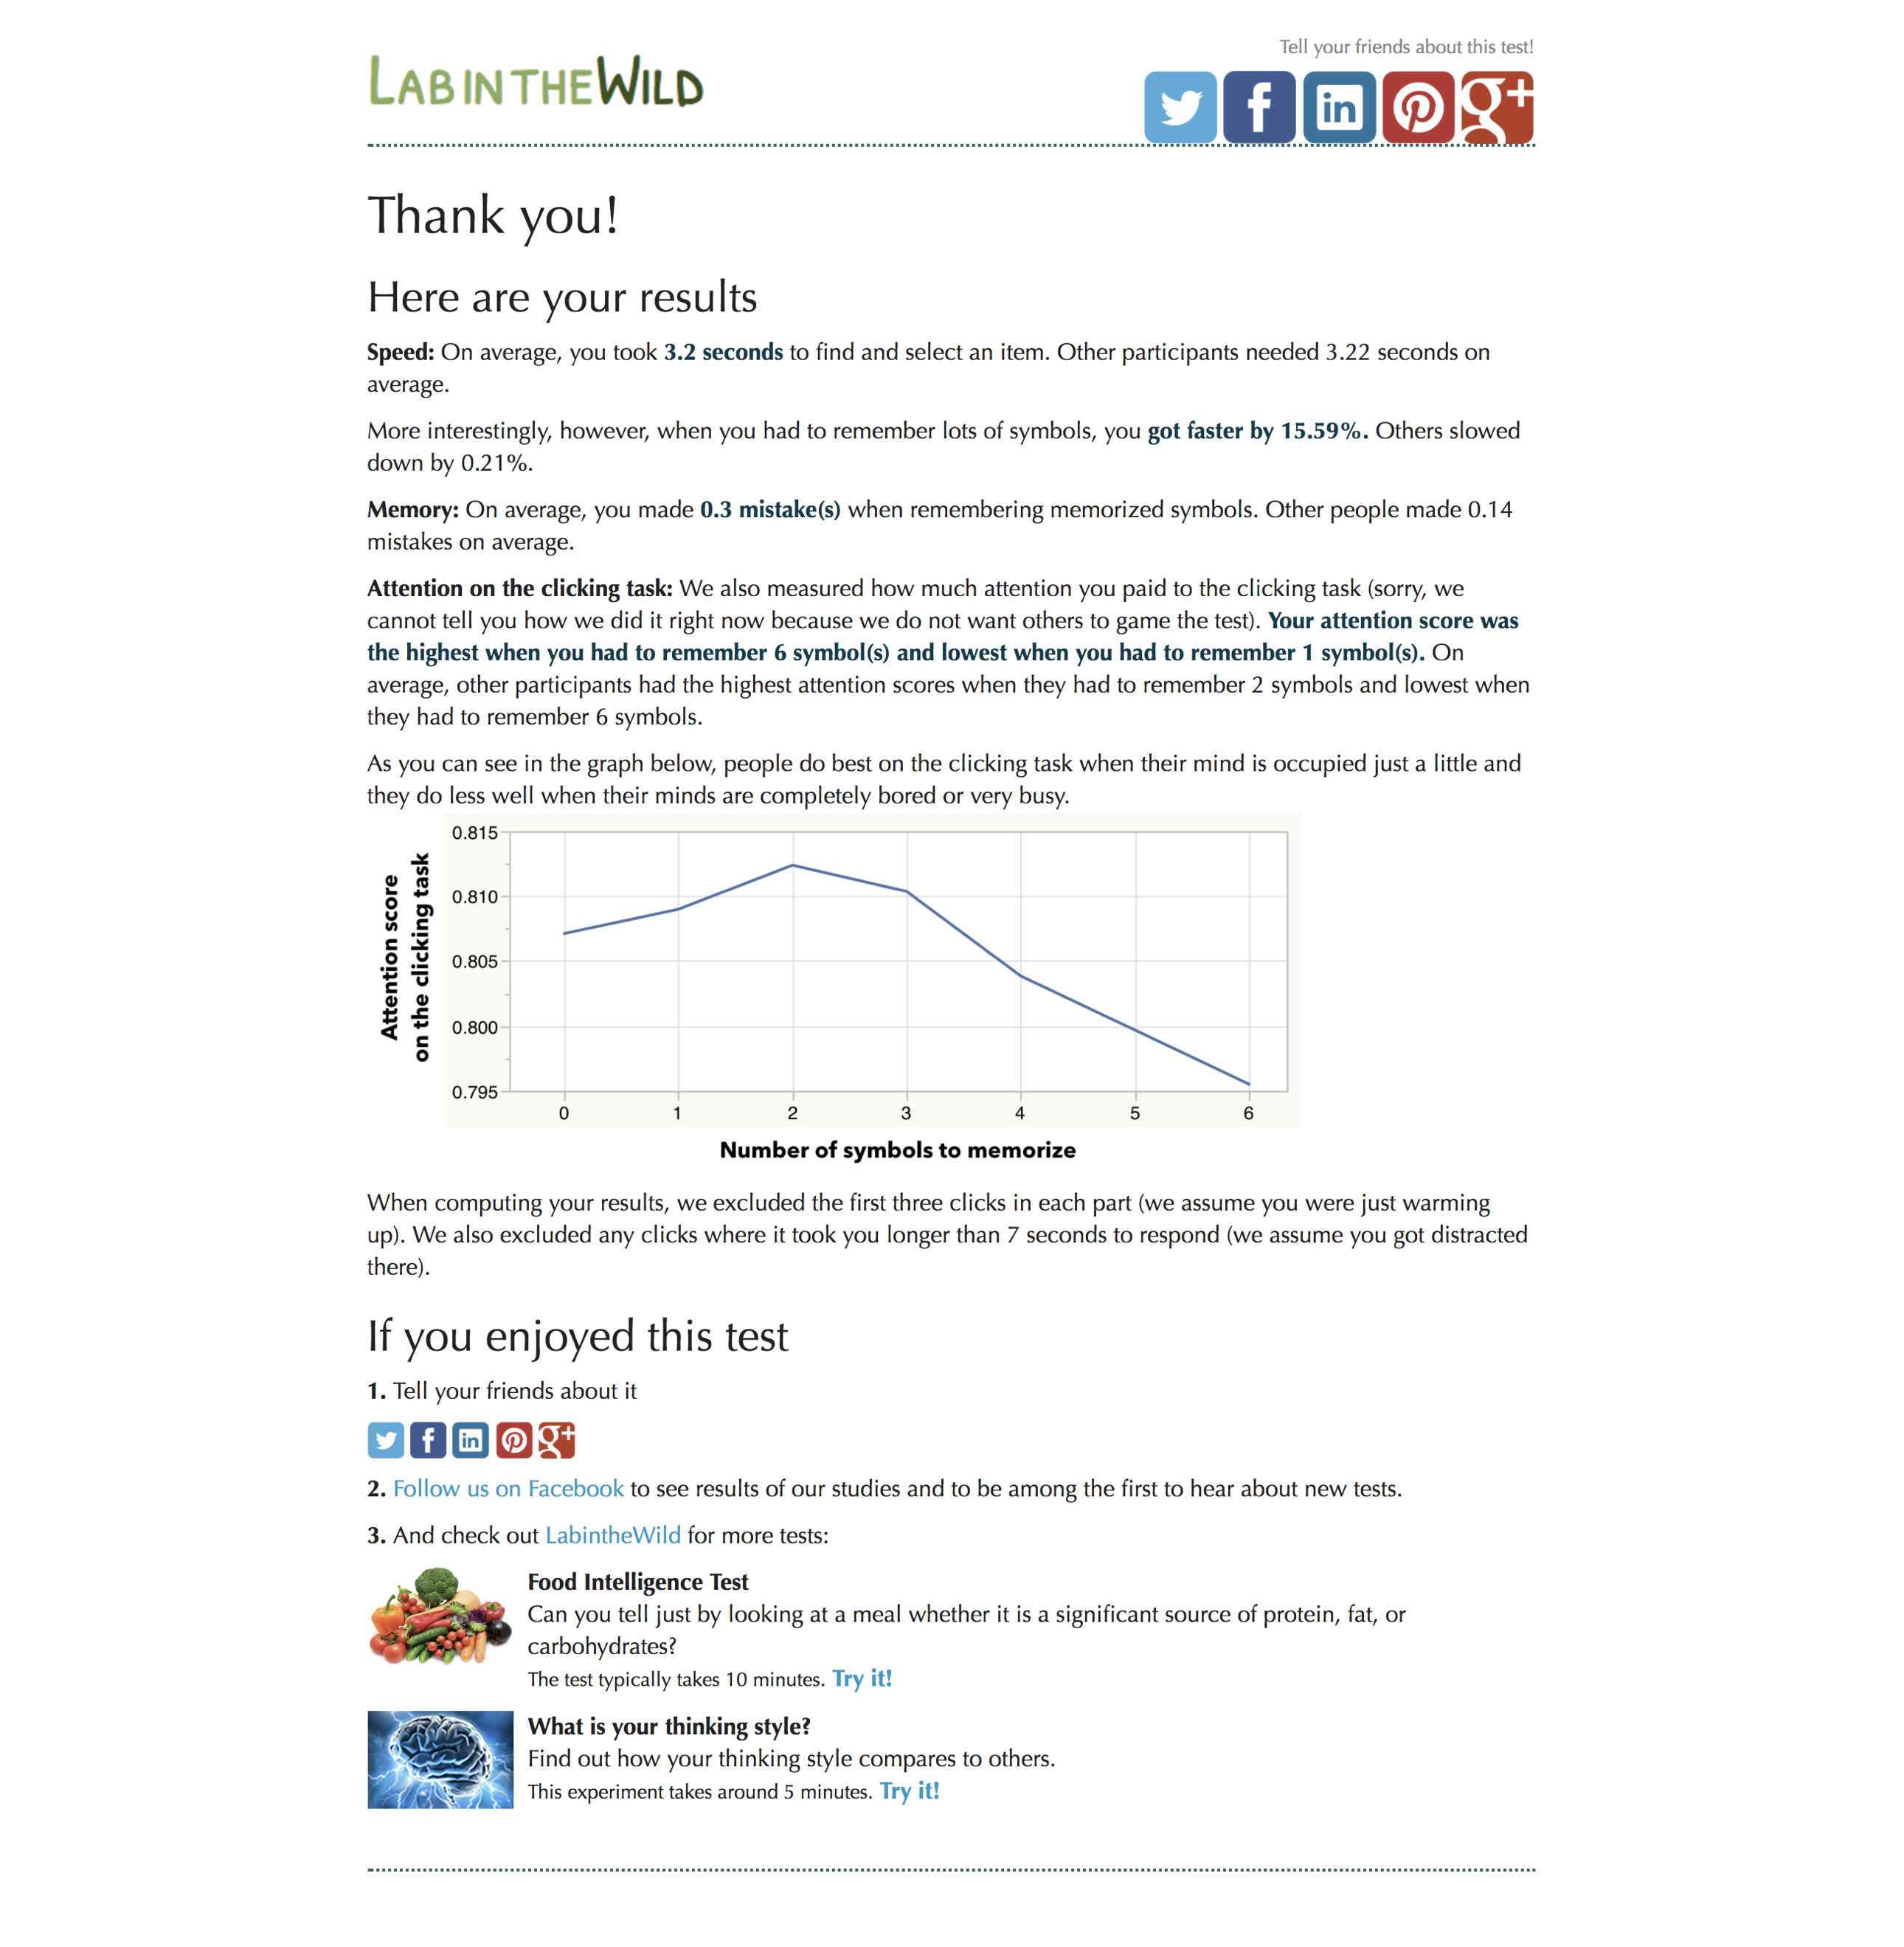 Tell your friends about this test!
LAB IN THE WILD
Thank you!
Here are your results
Speed: On average, you took 3.2 seconds to find and select an item. Other participants needed 3.22 seconds on
average.
More interestingly, however, when you had to remember lots of symbols, you got faster by 15.59%. Others slowed
down by 0.21%.
Memory: On average, you made 0.3 mistake(s) when remembering memorized symbols. Other people made 0.14
mistakes on average.
Attention on the clicking task: We also measured how much attention you paid to the clicking task (sorry, we
cannot tell you how we did it right now because we do not want others to game the test). Your attention score was
the highest when you had to remember 6 symbol(s) and lowest when you had to remember 1 symbol(s). On
average, other participants had the highest attention scores when they had to remember 2 symbols and lowest when
they had to remember 6 symbols.
As you can see in the graph below, people do best on the clicking task when their mind is occupied just a little and
they do less well when their minds are completely bored or very busy.
Attention score
on the clicking task
0.815
0.810
0.805
0.800
0.795
0 1 2 3 4 5 6
Number of symbols to memorize
When computing your results, we excluded the first three clicks in each part (we assume you were just warming
up). We also excluded any clicks where it took you longer than 7 seconds to respond (we assume you got distracted
there).
If you enjoyed this test
1. Tell your friends about it
2. Follow us on Facebook to see results of our studies and to be among the first to hear about new tests.
3. And check out LabintheWild for more tests:
Food Intelligence Test
Can you tell just by looking at a meal whether it is a significant source of protein, fat, or
carbohydrates?
The test typically takes 10 minutes. Try it!
What is your thinking style?
Find out how your thinking style compares to others.
This experiment takes around 5 minutes. Try it!